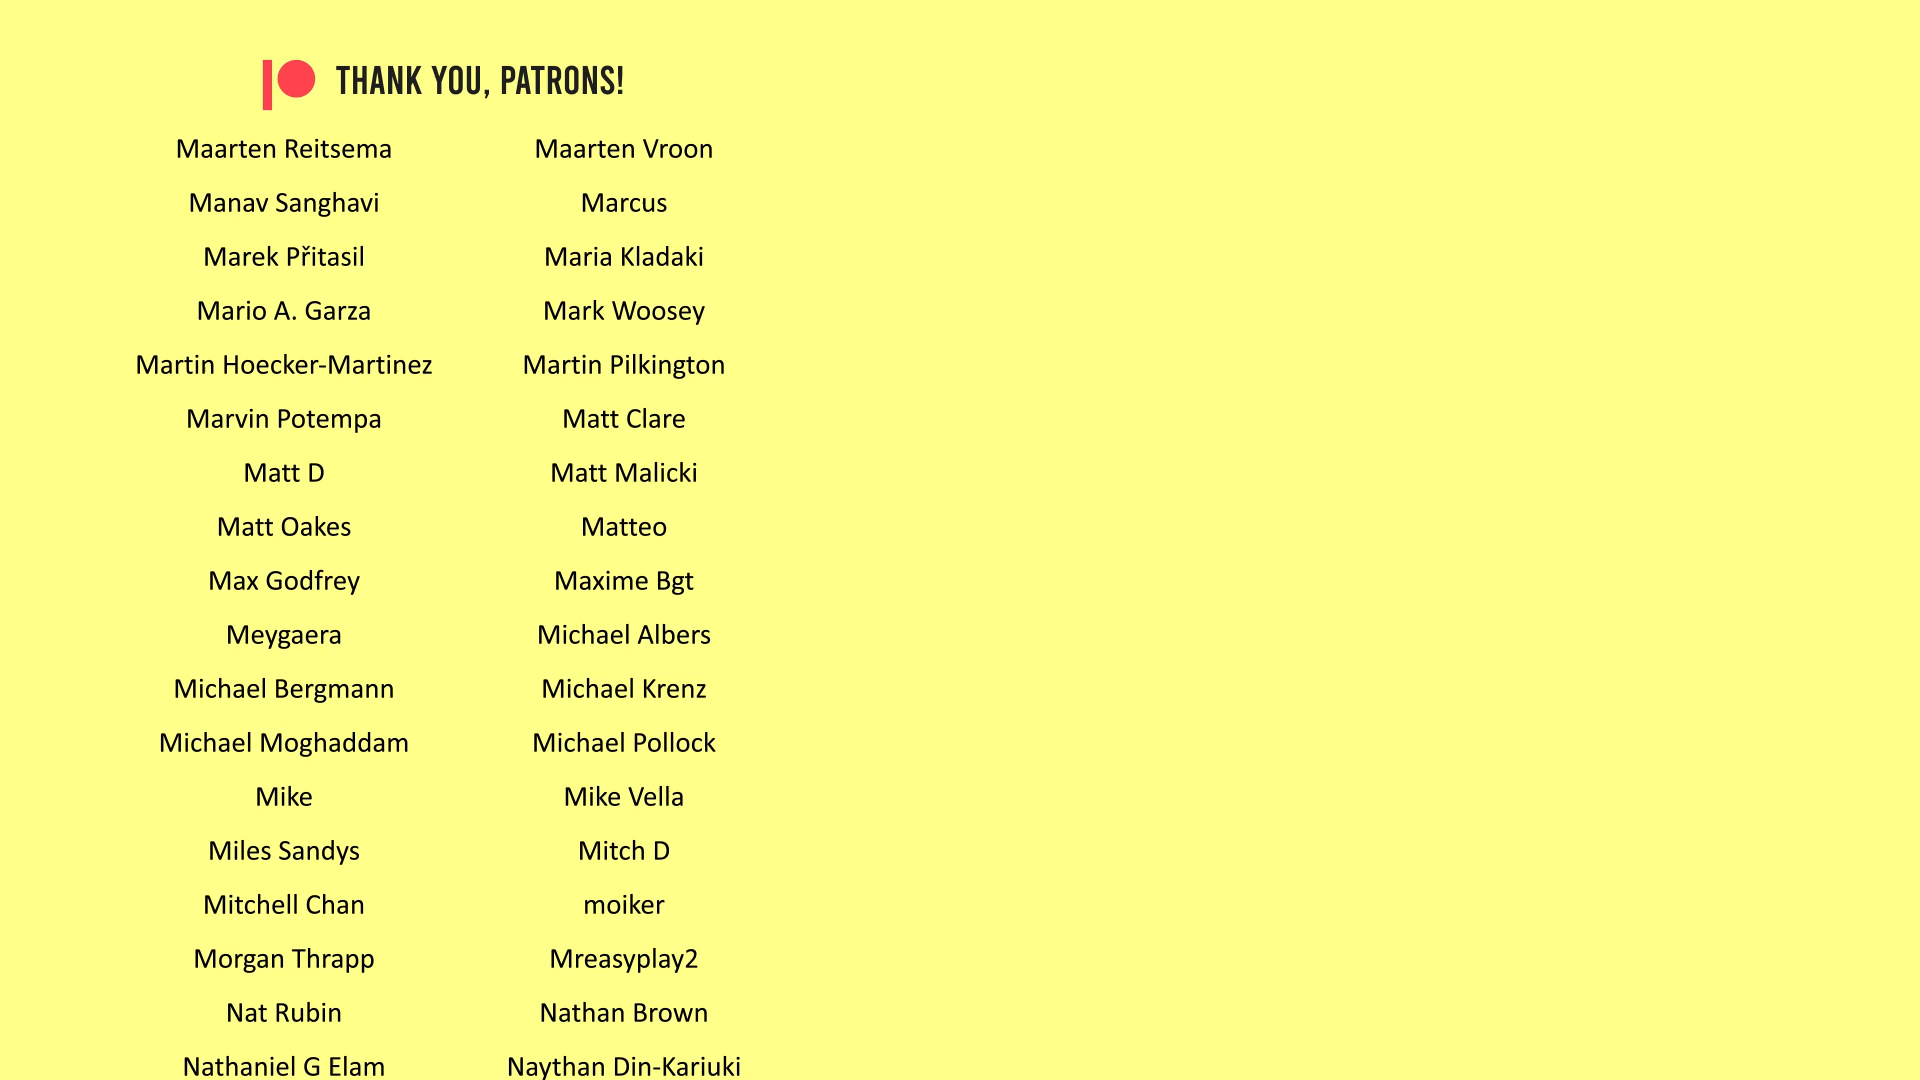 THANK YOU, PATRONS!
Maarten Reitsema Maarten Vroon
Manav Sanghavi Marcus
Marek Přitasil Maria Kladaki
Mario A. Garza Mark Woosey
Martin Hoecker-Martinez Martin Pilkington
Marvin Potempa Matt Clare
Matt D Matt Malicki
Matt Oakes Matteo
Max Godfrey Maxime Bgt
Meygaera Michael Albers
Michael Bergmann Michael Krenz
Michael Moghaddam Michael Pollock
Mike Mike Vella
Miles Sandys Mitch D
Mitchell Chan moiker
Morgan Thrapp Mreasyplay2
Nat Rubin Nathan Brown
Nathaniel G Elam Naythan Din-Kariuki